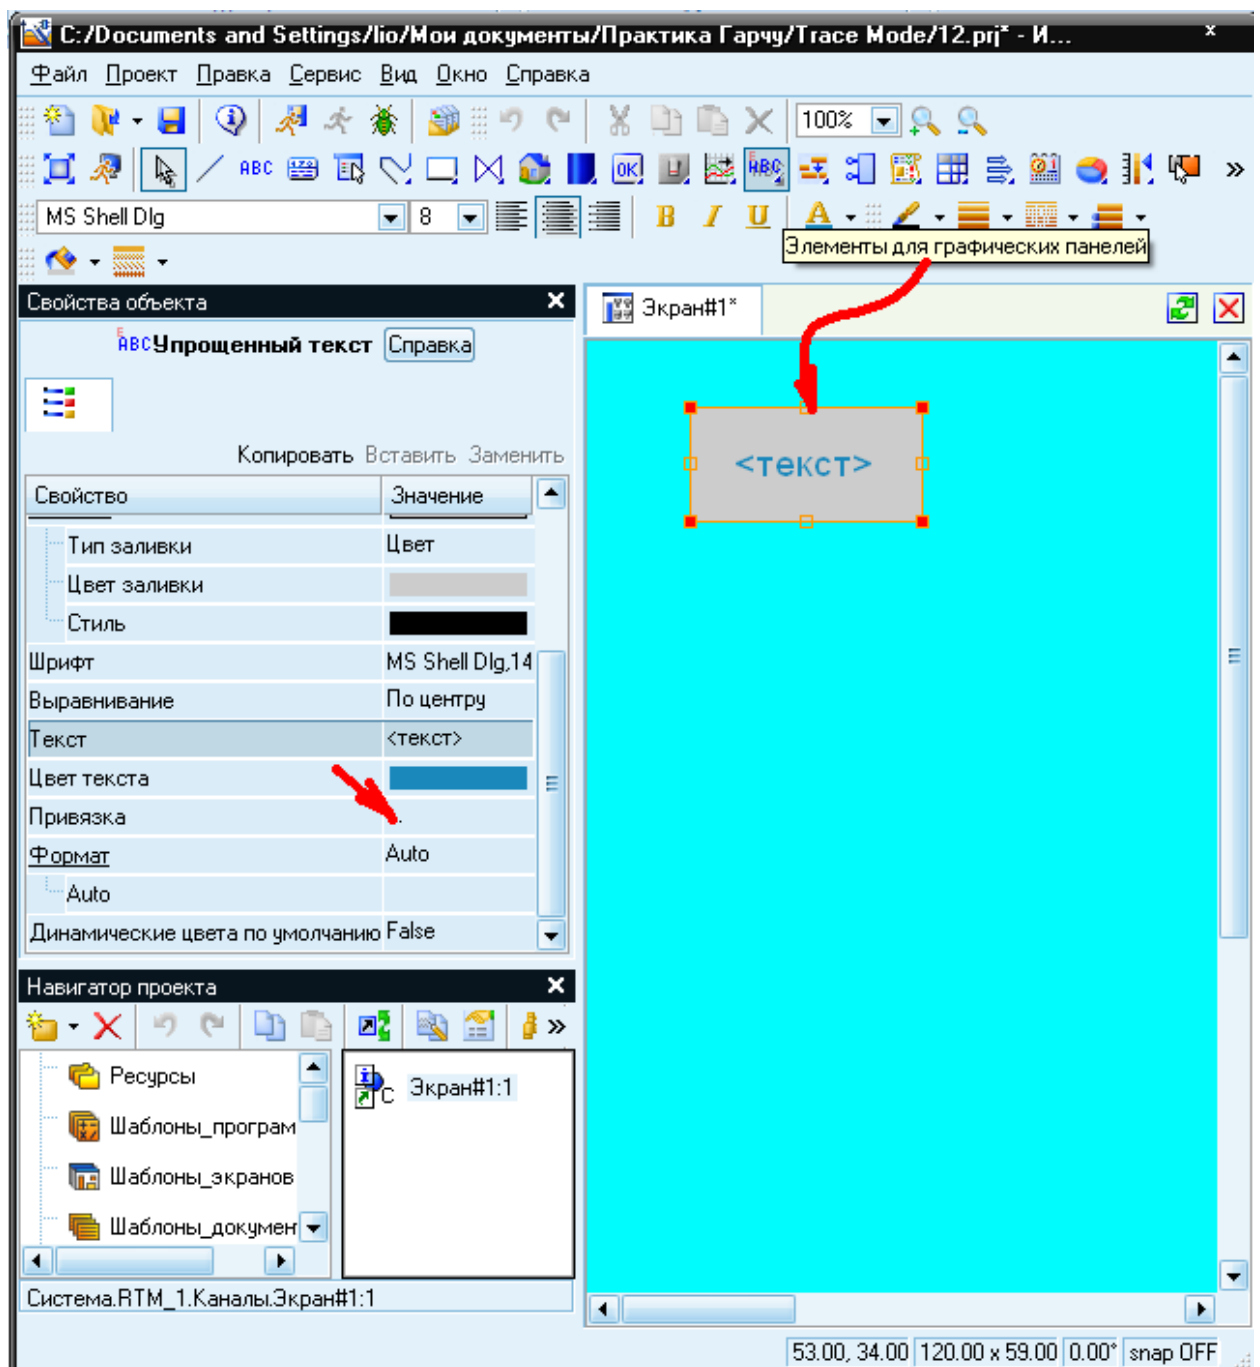 C:/Documents and Settings/lio/Мои документы/Практика Гарчу/Trace Mode/12.prj* - И...
x
Файл Проект Правка Сервис Вид Окно Справка
100%
ABC OK ABC
MS Shell Dlg 8 B I U A
Элементы для графических панелей
Свойства объекта
ABC Упрощенный текст Справка
Экран#1*
Копировать Вставить Заменить
Свойство Значение
Тип заливки Цвет
Цвет заливки
Стиль
Шрифт MS Shell Dlg,14
Выравнивание По центру
Текст <текст>
Цвет текста
Привязка
Формат Auto
Auto
Динамические цвета по умолчанию False
<текст>
Навигатор проекта
Ресурсы
Шаблоны_програм
Шаблоны_экранов
Шаблоны_докумен
Экран#1:1
Система.RTM_1.Каналы.Экран#1:1
53.00, 34.00 120.00 x 59.00 0.00° snap OFF